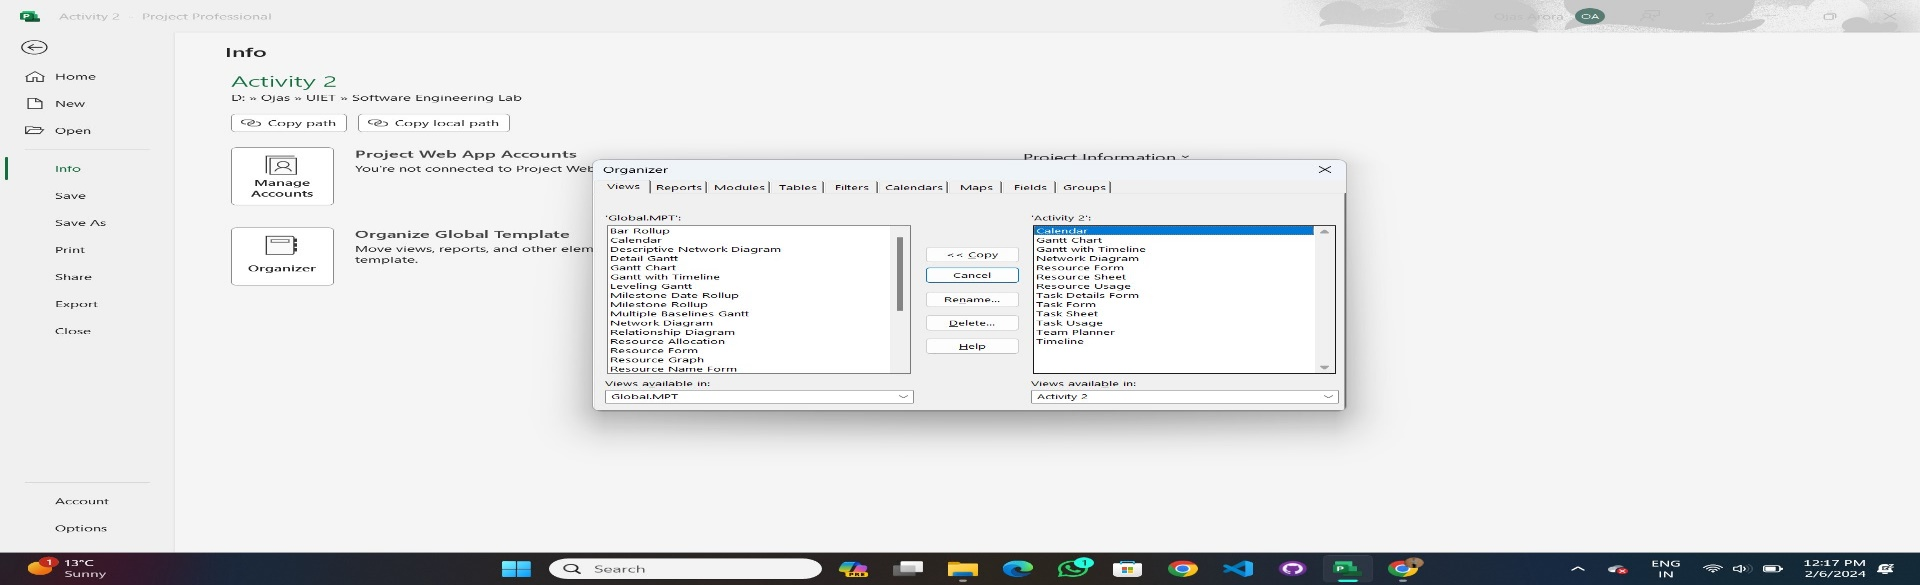 Activity 2 - Project Professional
Ojas Arora OA
Home
New
Open
Info
Save
Save As
Print
Share
Export
Close
Account
Options
Info
Activity 2
D: » Ojas » UIET » Software Engineering Lab
Copy path Copy local path
Manage
Accounts
Project Web App Accounts
You're not connected to Project Web
Organizer
Organize Global Template
Move views, reports, and other elem
template.
Project Information
Organizer
Views Reports Modules Tables Filters Calendars Maps Fields Groups
'Global.MPT':
Bar Rollup
Calendar
Descriptive Network Diagram
Detail Gantt
Gantt Chart
Gantt with Timeline
Leveling Gantt
Milestone Date Rollup
Milestone Rollup
Multiple Baselines Gantt
Network Diagram
Relationship Diagram
Resource Allocation
Resource Form
Resource Graph
Resource Name Form
Views available in:
Global.MPT
<< Copy
Cancel
Rename...
Delete...
Help
'Activity 2':
Calendar
Gantt Chart
Gantt with Timeline
Network Diagram
Resource Form
Resource Sheet
Resource Usage
Task Details Form
Task Form
Task Sheet
Task Usage
Team Planner
Timeline
Views available in:
Activity 2
1 13°C
Sunny
Search
PRE
1
ENG
IN
12:17 PM
2/6/2024